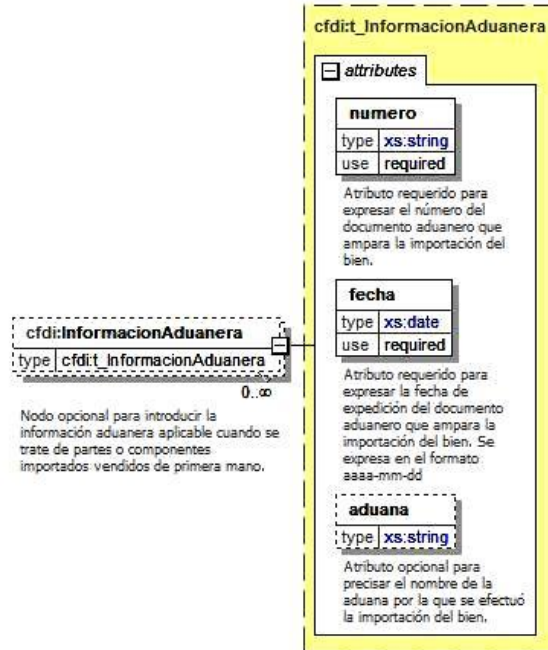 cfdi:t_InformacionAduanera
attributes
numero
type xs:string
use required
Atributo requerido para
expresar el número del
documento aduanero que
ampara la importación del
bien.
fecha
type xs:date
use required
Atributo requerido para
expresar la fecha de
expedición del documento
aduanero que ampara la
importación del bien. Se
expresa en el formato
aaaa-mm-dd
aduana
type xs:string
Atributo opcional para
precisar el nombre de la
aduana por la que se efectuó
la importación del bien.
cfdi:InformacionAduanera
type cfdi:t_InformacionAduanera
0..∞
Nodo opcional para introducir la
información aduanera aplicable cuando se
trate de partes o componentes
importados vendidos de primera mano.